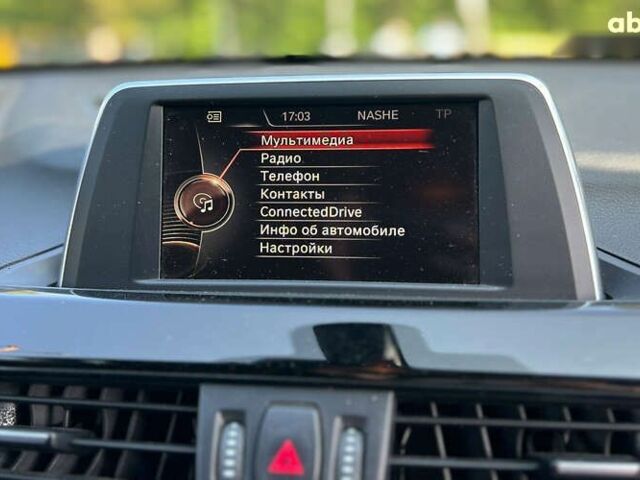 ab
17:03 NASHE TP
Мультимедиа
Радио
Телефон
Контакты
ConnectedDrive
Инфо об автомобиле
Настройки